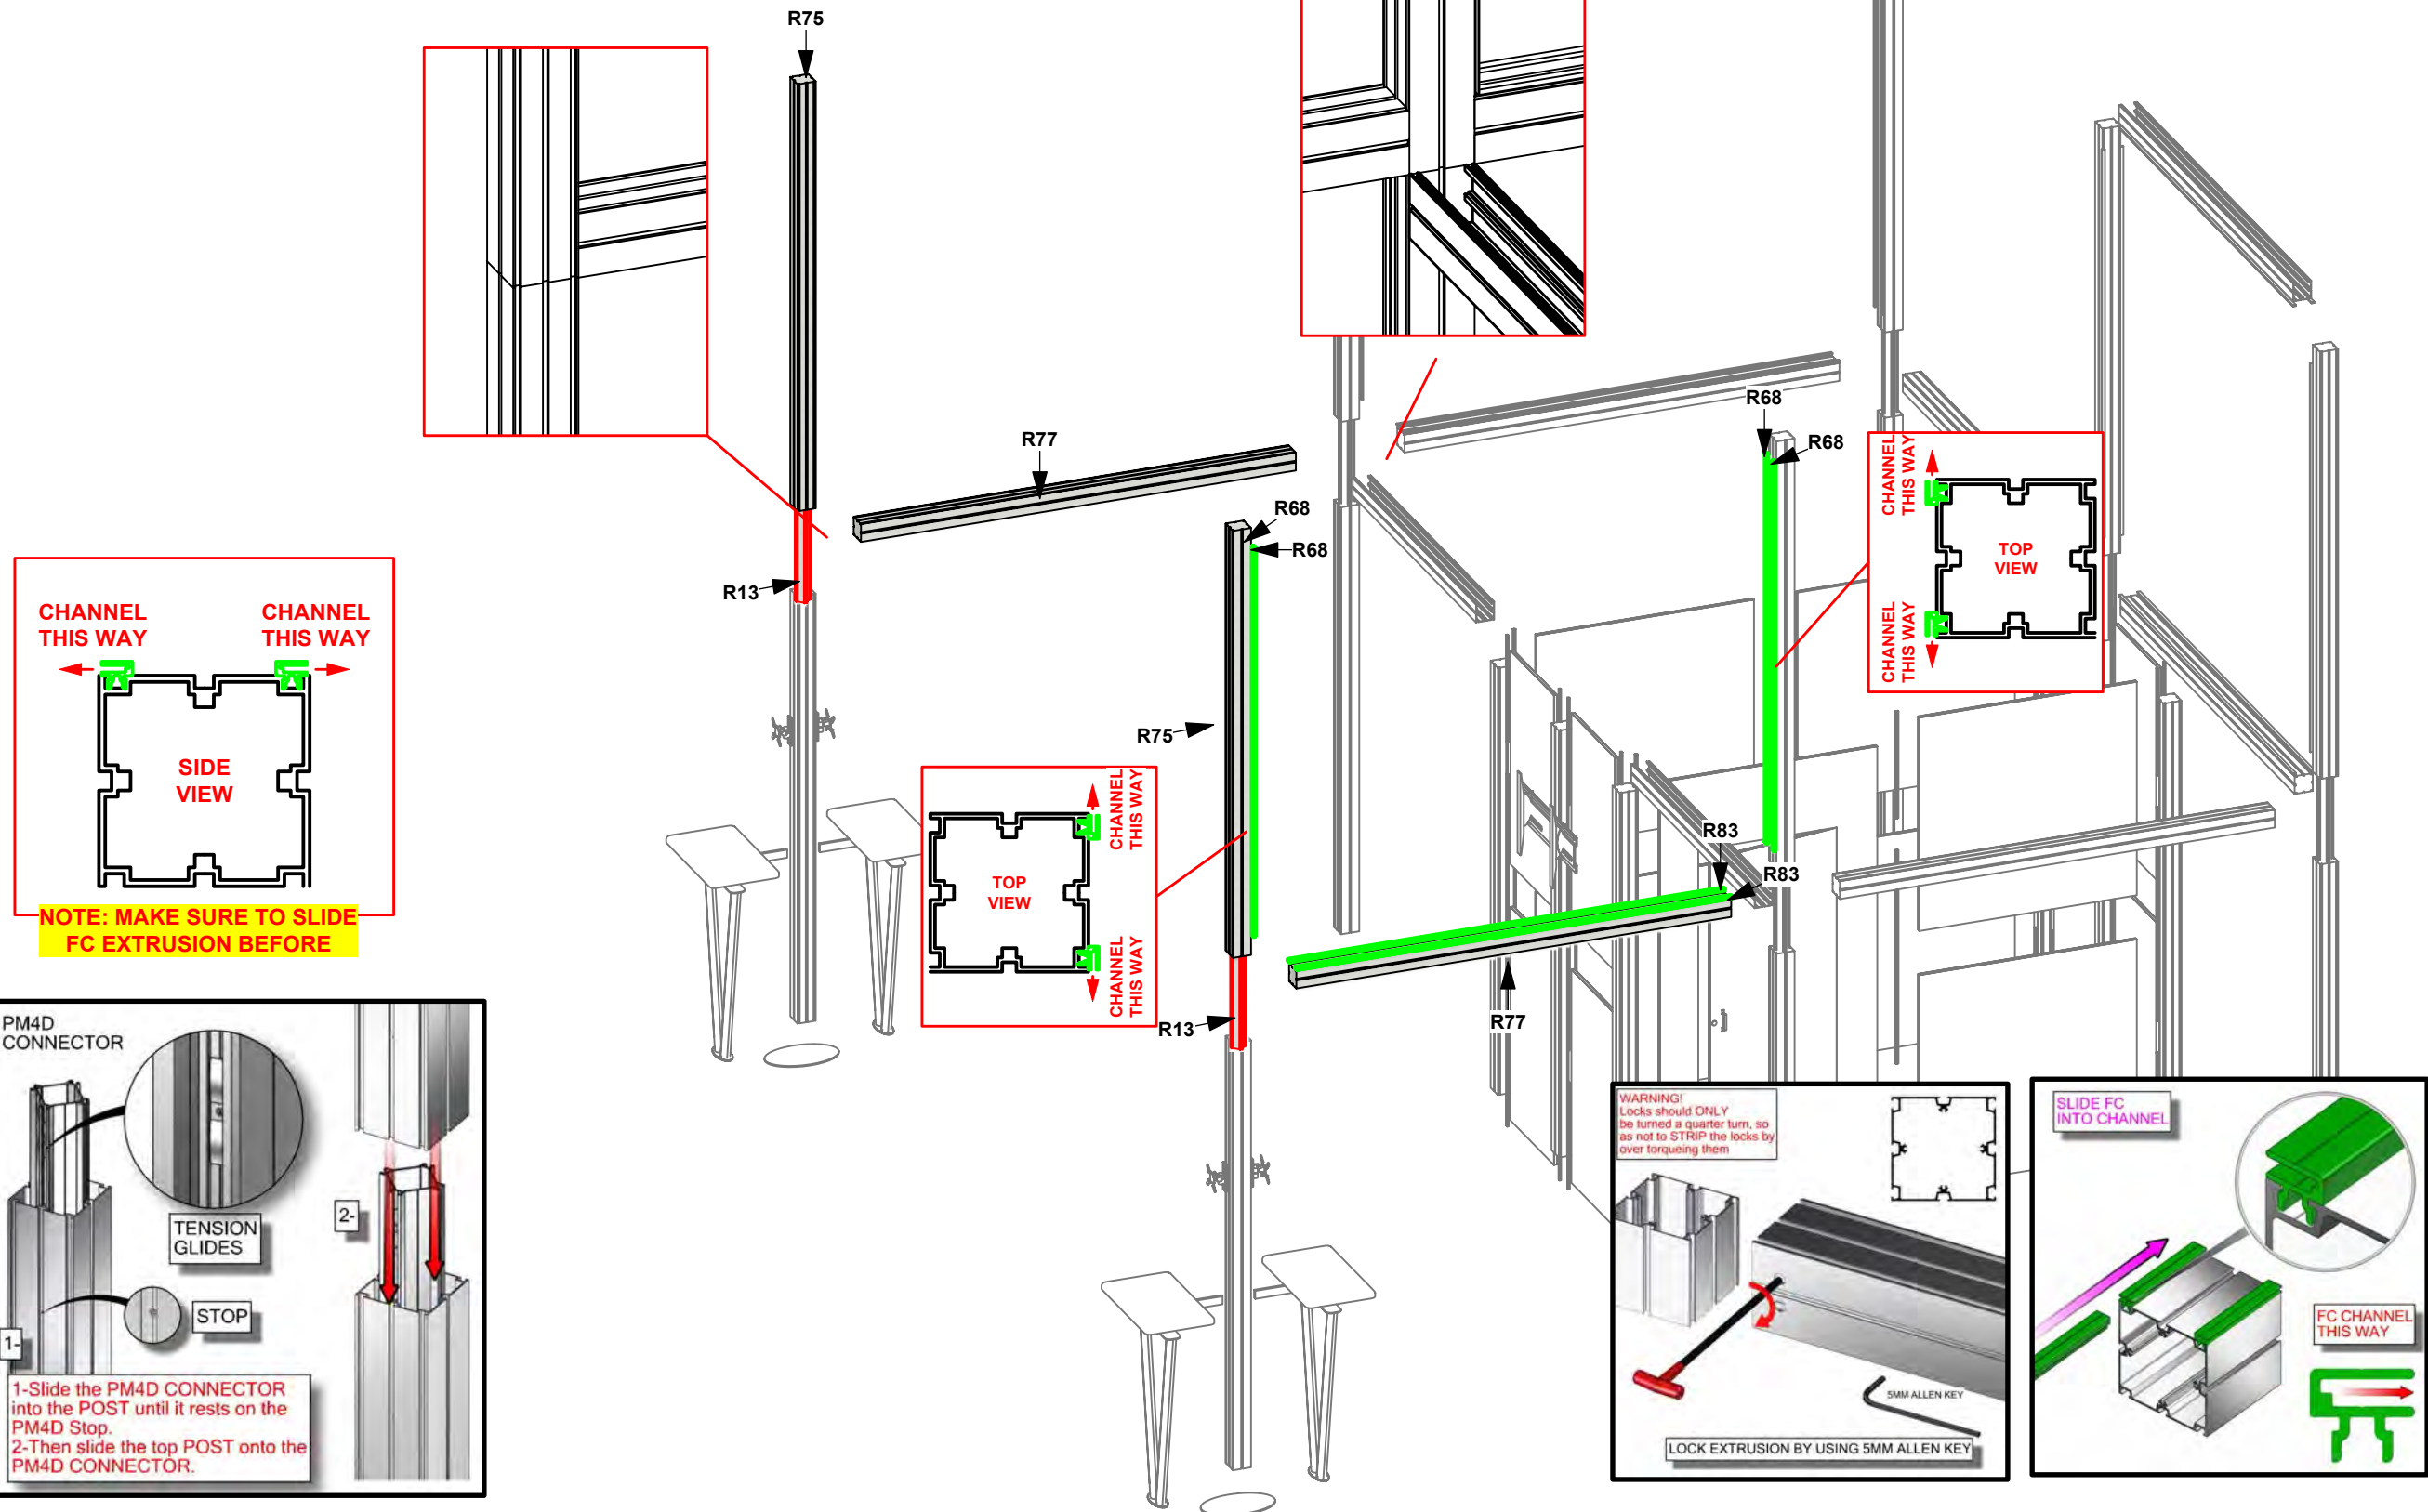 R75
R77
R68
R68
R68
R68
R13
CHANNEL
THIS WAY
CHANNEL
THIS WAY
TOP
VIEW
CHANNEL
THIS WAY
CHANNEL
THIS WAY
SIDE
VIEW
NOTE: MAKE SURE TO SLIDE
FC EXTRUSION BEFORE
R75
CHANNEL
THIS WAY
TOP
VIEW
CHANNEL
THIS WAY
R13
R83
R83
R77
PM4D
CONNECTOR
TENSION
GLIDES
STOP
1-
2-
1-Slide the PM4D CONNECTOR
into the POST until it rests on the
PM4D Stop.
2-Then slide the top POST onto the
PM4D CONNECTOR.
WARNING!
Locks should ONLY
be turned a quarter turn, so
as not to STRIP the locks by
over torqueing them
5MM ALLEN KEY
LOCK EXTRUSION BY USING 5MM ALLEN KEY
SLIDE FC
INTO CHANNEL
FC CHANNEL
THIS WAY